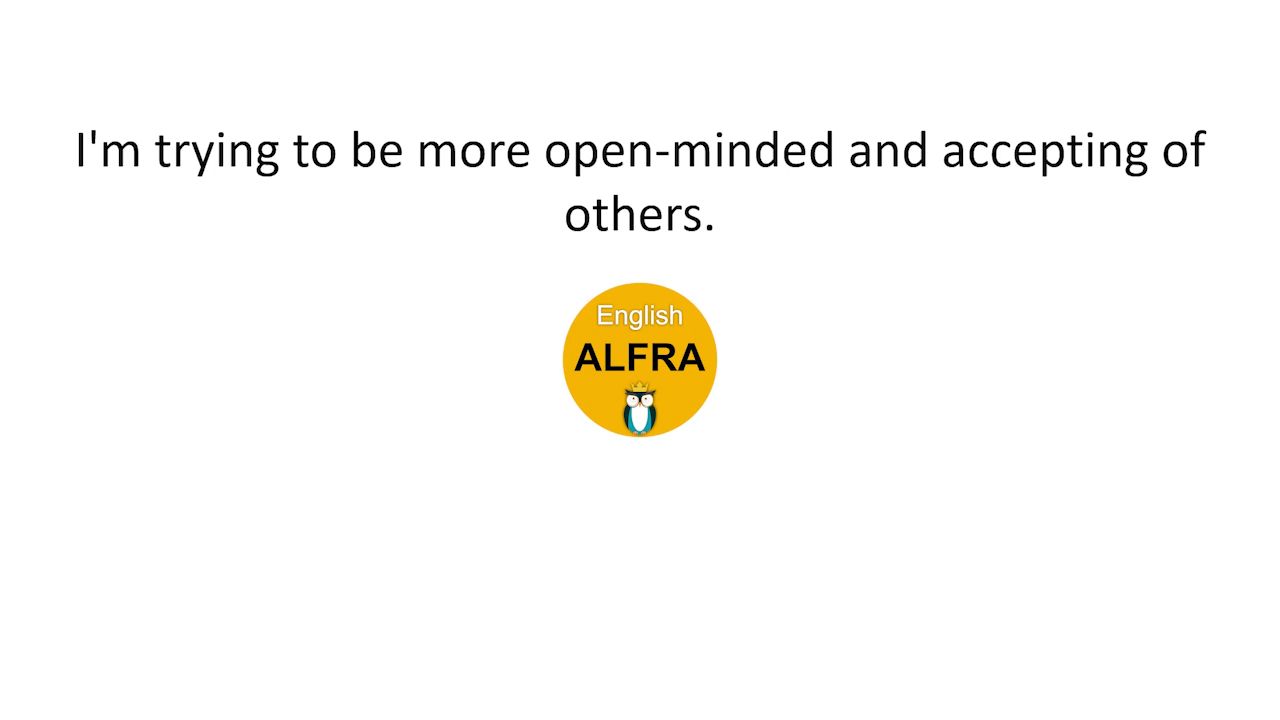 I'm trying to be more open-minded and accepting of
others.
English
ALFRA